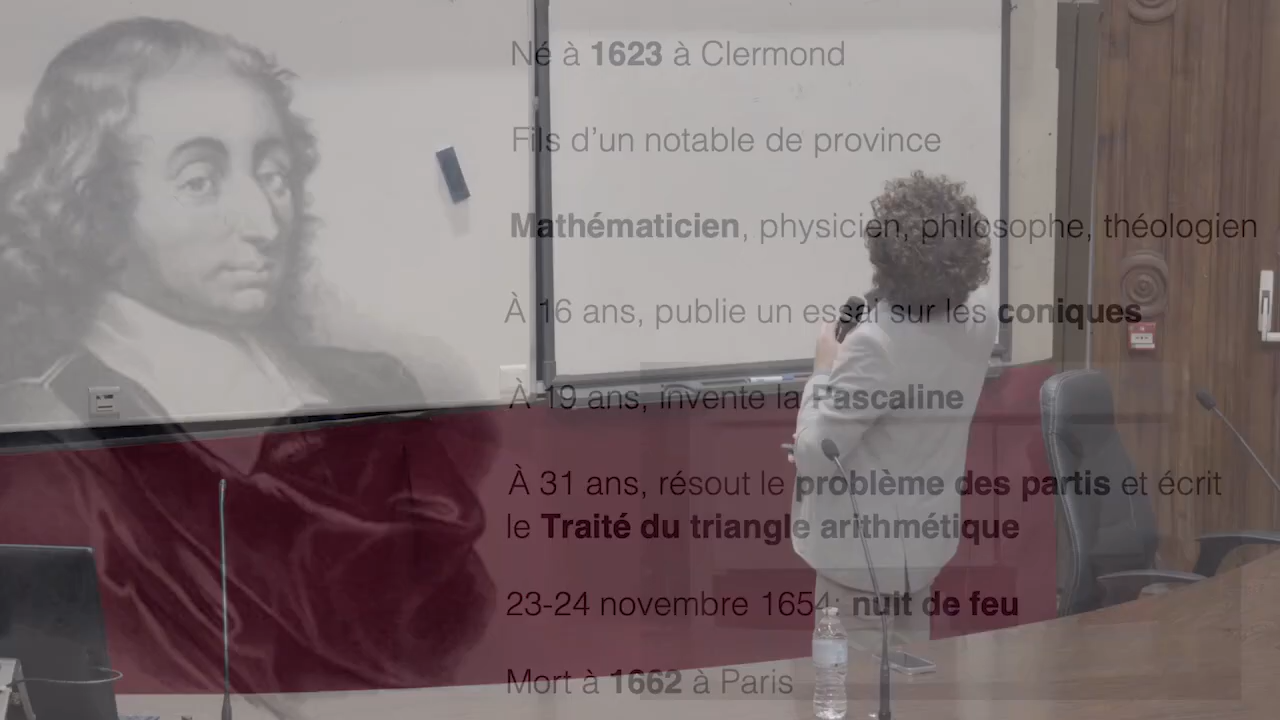 Né à 1623 à Clermond
Fils d’un notable de province
Mathématicien, physicien, philosophe, théologien
À 16 ans, publie un essai sur les coniques
À 19 ans, invente la Pascaline
À 31 ans, résout le problème des partis et écrit
le Traité du triangle arithmétique
23-24 novembre 1654: nuit de feu
Mort à 1662 à Paris